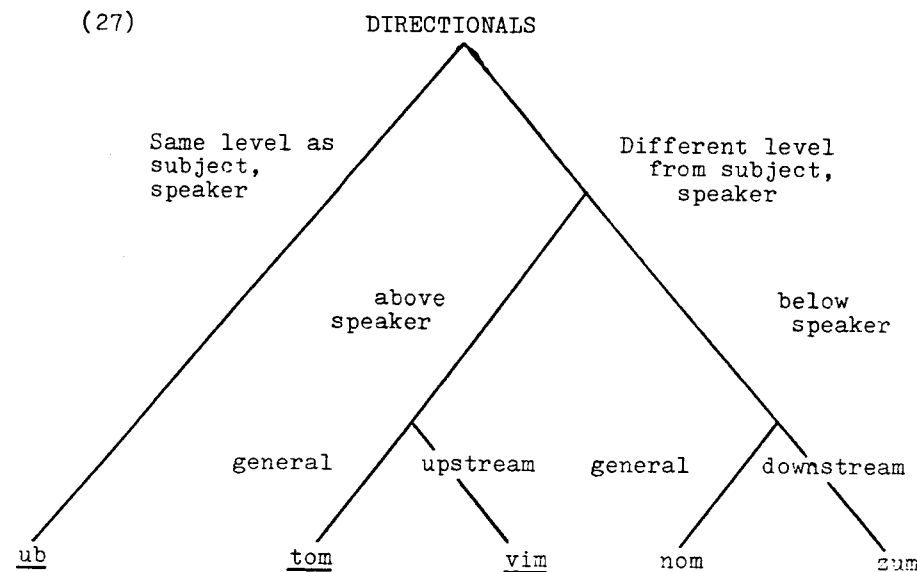 (27) DIRECTIONALS
Same level as
subject,
speaker
Different level
from subject,
speaker
above
speaker
below
speaker
general upstream general downstream
ub tom vim nom zum